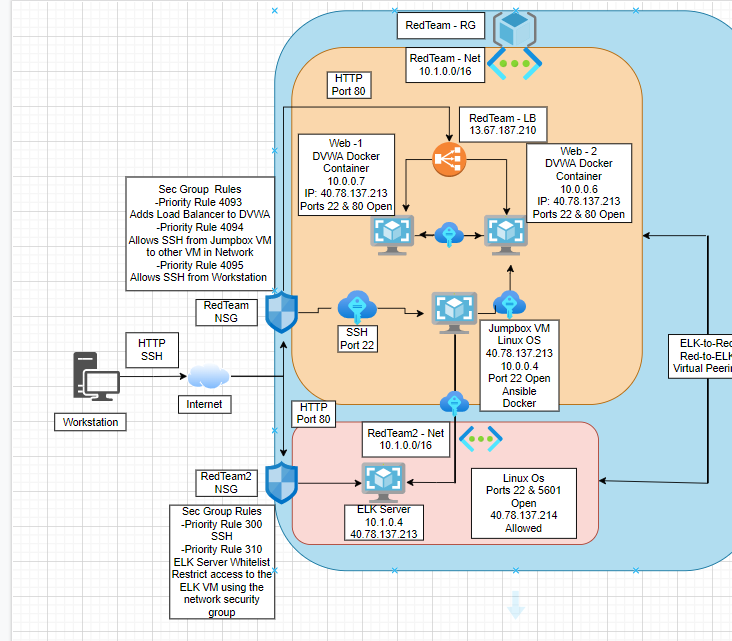 RedTeam - RG
RedTeam - Net
10.1.0.0/16
HTTP
Port 80
RedTeam - LB
13.67.187.210
Web -1
DVWA Docker
Container
10.0.0.7
IP: 40.78.137.213
Ports 22 & 80 Open
Web - 2
DVWA Docker
Container
10.0.0.6
IP: 40.78.137.213
Ports 22 & 80 Open
Sec Group Rules
-Priority Rule 4093
Adds Load Balancer to DVWA
-Priority Rule 4094
Allows SSH from Jumpbox VM
to other VM in Network
-Priority Rule 4095
Allows SSH from Workstation
RedTeam
NSG
SSH
Port 22
Jumpbox VM
Linux OS
40.78.137.213
10.0.0.4
Port 22 Open
Ansible
Docker
ELK-to-Red
Red-to-ELK
Virtual Peerin
HTTP
SSH
Workstation
Internet
HTTP
Port 80
RedTeam2 - Net
10.1.0.0/16
RedTeam2
NSG
ELK Server
10.1.0.4
40.78.137.213
Linux Os
Ports 22 & 5601
Open
40.78.137.214
Allowed
Sec Group Rules
-Priority Rule 300
SSH
-Priority Rule 310
ELK Server Whitelist
Restrict access to the
ELK VM using the
network security
group